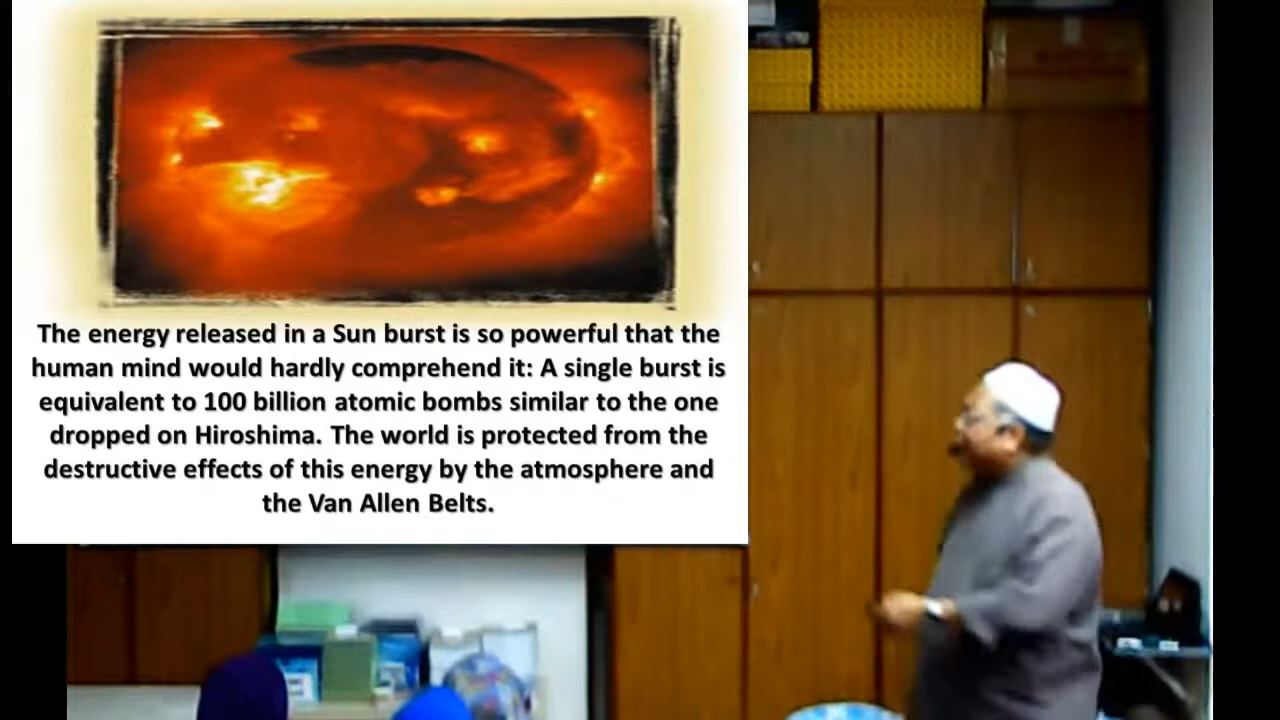 The energy released in a Sun burst is so powerful that the
human mind would hardly comprehend it: A single burst is
equivalent to 100 billion atomic bombs similar to the one
dropped on Hiroshima. The world is protected from the
destructive effects of this energy by the atmosphere and
the Van Allen Belts.